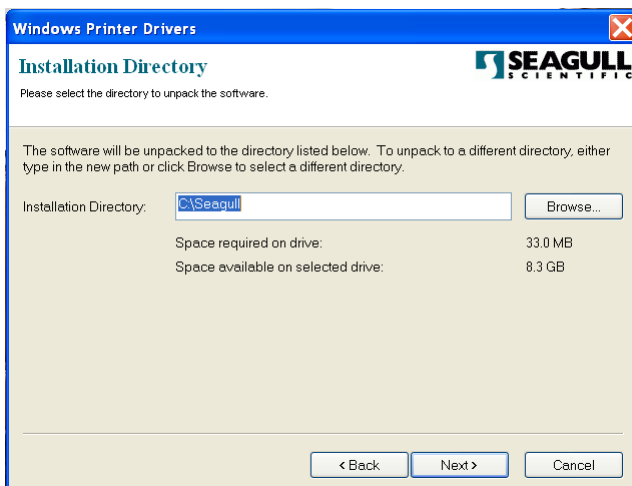 Windows Printer Drivers
Installation Directory
SEAGULL
SCIENTIFIC
Please select the directory to unpack the software.
The software will be unpacked to the directory listed below. To unpack to a different directory, either
type in the new path or click Browse to select a different directory.
Installation Directory: C:\Seagull Browse...
Space required on drive: 33.0 MB
Space available on selected drive: 8.3 GB
< Back Next > Cancel